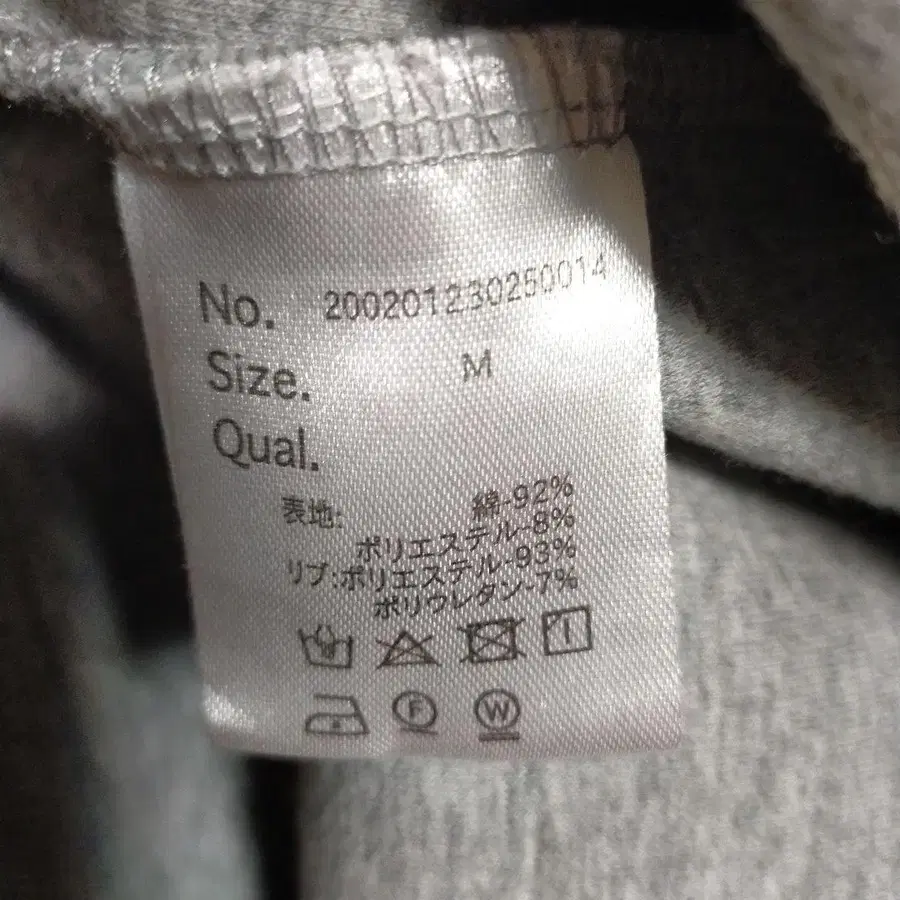 No. 200201230250014
Size. M
Qual.
表地: 綿-92%
ポリエステル-8%
リブ:ポリエステル-93%
ポリウレタン-7%
F W